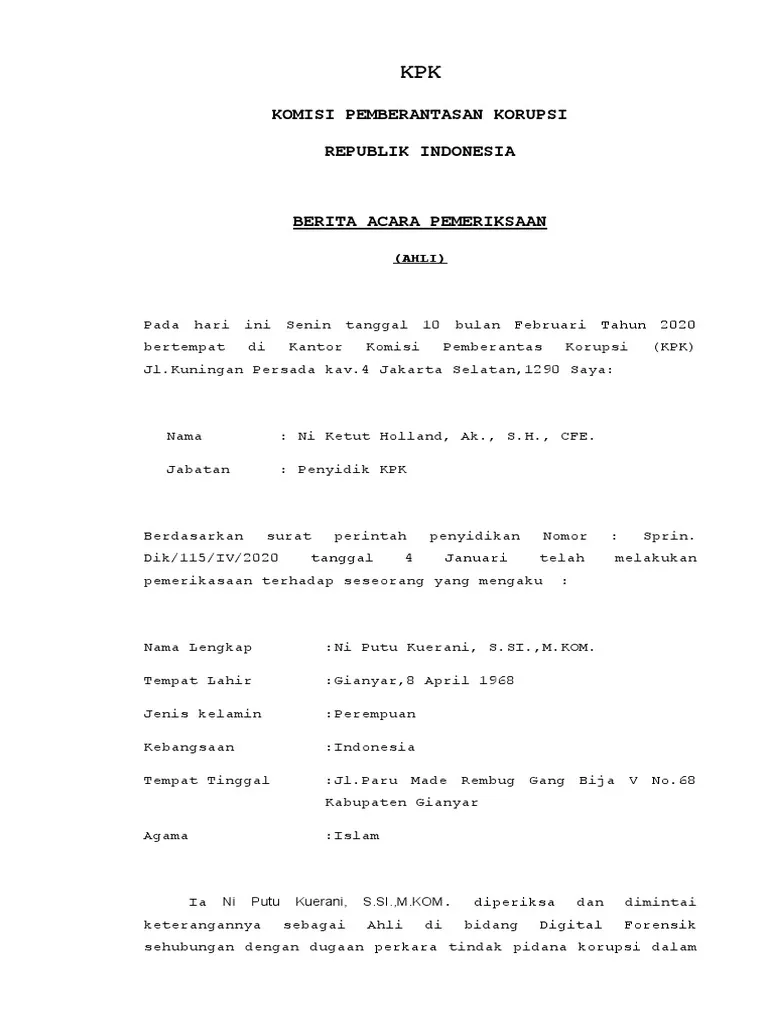 KPK
KOMISI PEMBERANTASAN KORUPSI
REPUBLIK INDONESIA
BERITA ACARA PEMERIKSAAN
(AHLI)
Pada hari ini Senin tanggal 10 bulan Februari Tahun 2020
bertempat di Kantor Komisi Pemberantas Korupsi (KPK)
Jl.Kuningan Persada kav.4 Jakarta Selatan,1290 Saya:
Nama : Ni Ketut Holland, Ak., S.H., CFE.
Jabatan : Penyidik KPK
Berdasarkan surat perintah penyidikan Nomor : Sprin.
Dik/115/IV/2020 tanggal 4 Januari telah melakukan
pemerikasaan terhadap seseorang yang mengaku :
Nama Lengkap :Ni Putu Kuerani, S.SI.,M.KOM.
Tempat Lahir :Gianyar,8 April 1968
Jenis kelamin :Perempuan
Kebangsaan :Indonesia
Tempat Tinggal :Jl.Paru Made Rembug Gang Bija V No.68
Kabupaten Gianyar
Agama :Islam
Ia Ni Putu Kuerani, S.SI.,M.KOM. diperiksa dan dimintai
keterangannya sebagai Ahli di bidang Digital Forensik
sehubungan dengan dugaan perkara tindak pidana korupsi dalam